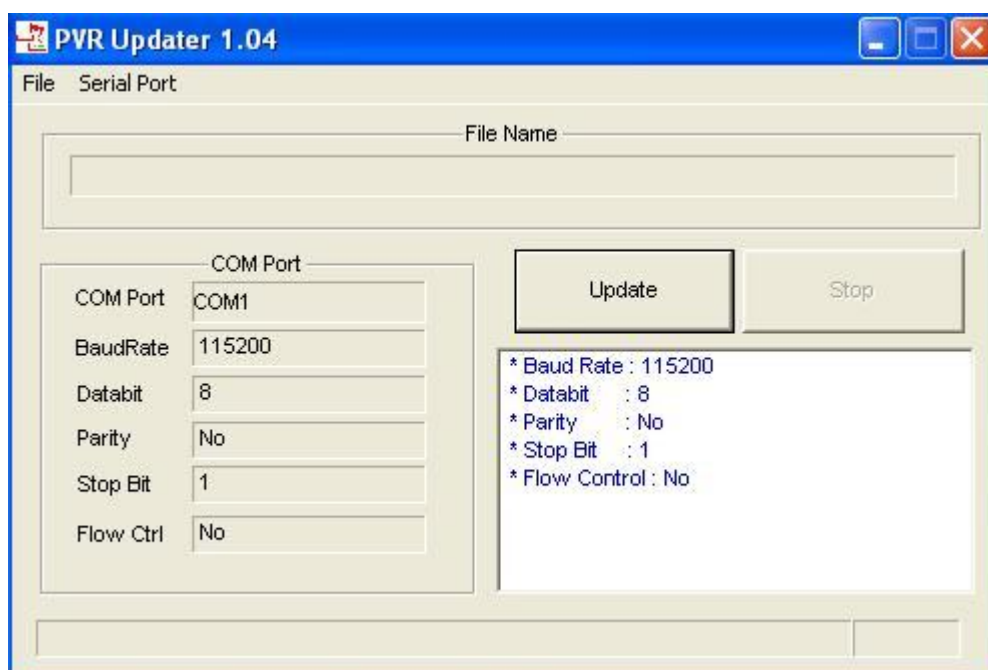 PVR Updater 1.04
File Serial Port
File Name
COM Port
COM Port COM1
BaudRate 115200
Databit 8
Parity No
Stop Bit 1
Flow Ctrl No
Update Stop
* Baud Rate : 115200
* Databit : 8
* Parity : No
* Stop Bit : 1
* Flow Control : No